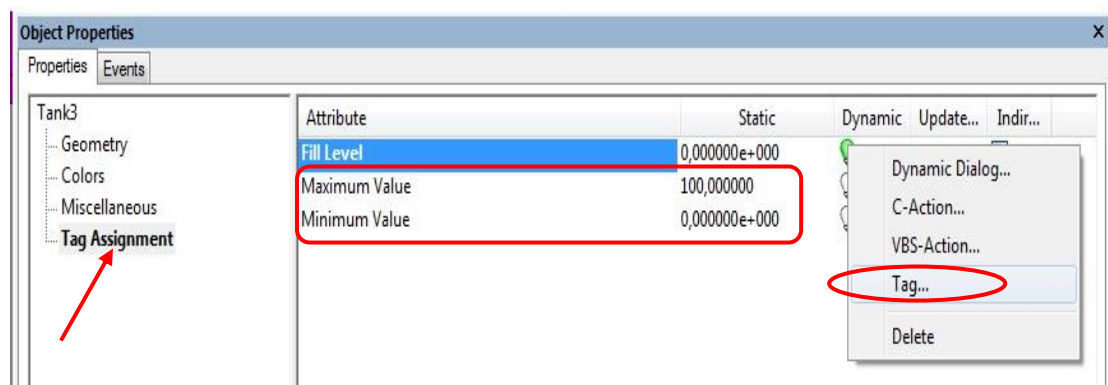 Object Properties X
Properties Events
Tank3
Geometry
Colors
Miscellaneous
Tag Assignment
Attribute Static Dynamic Update... Indir...
Fill Level 0,000000e+000
Maximum Value 100,000000
Minimum Value 0,000000e+000
Dynamic Dialog...
C-Action...
VBS-Action...
Tag...
Delete